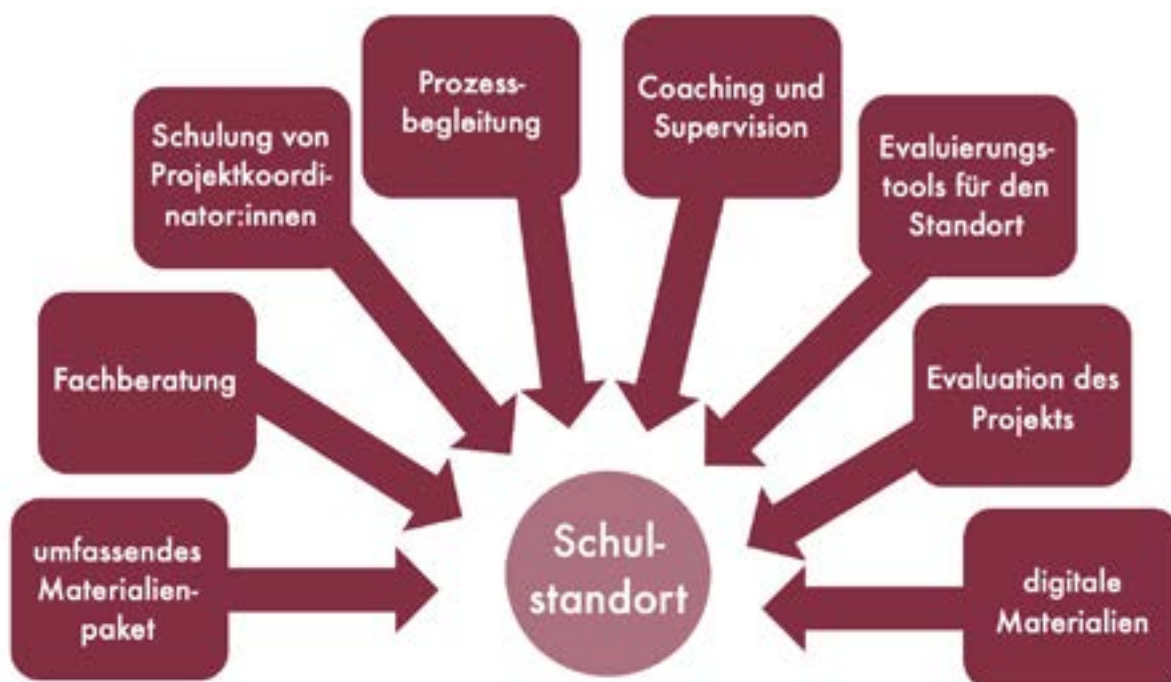 Prozess-
begleitung
Coaching und
Supervision
Schulung von
Projektkoordi-
nator:innen
Evaluierungs-
tools für den
Standort
Fachberatung
Evaluation des
Projekts
umfassendes
Materialien-
paket
Schul-
standort
digitale
Materialien